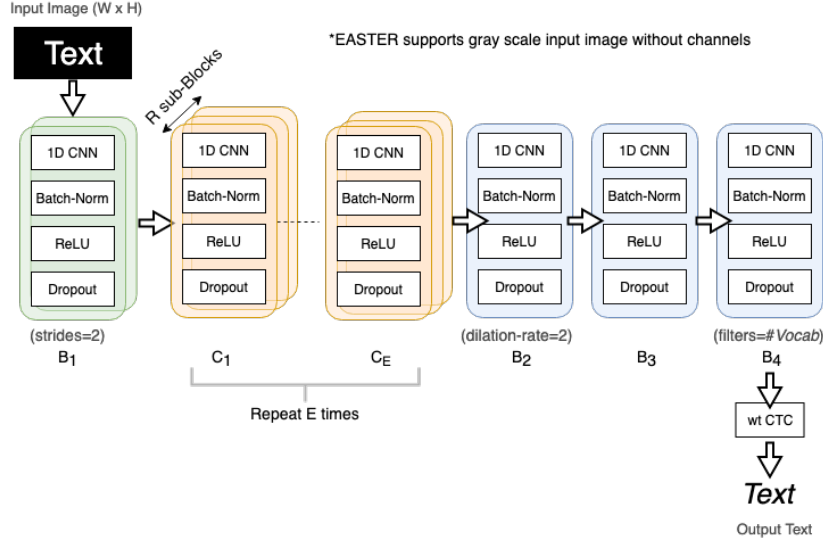 Input Image (W x H)
Text
*EASTER supports gray scale input image without channels
R sub-Blocks
1D CNN
Batch-Norm
ReLU
Dropout
(strides=2)
B1
1D CNN
Batch-Norm
ReLU
Dropout
C1
1D CNN
Batch-Norm
ReLU
Dropout
CE
Repeat E times
1D CNN
Batch-Norm
ReLU
Dropout
(dilation-rate=2)
B2
1D CNN
Batch-Norm
ReLU
Dropout
B3
1D CNN
Batch-Norm
ReLU
Dropout
(filters=#Vocab)
B4
wt CTC
Text
Output Text